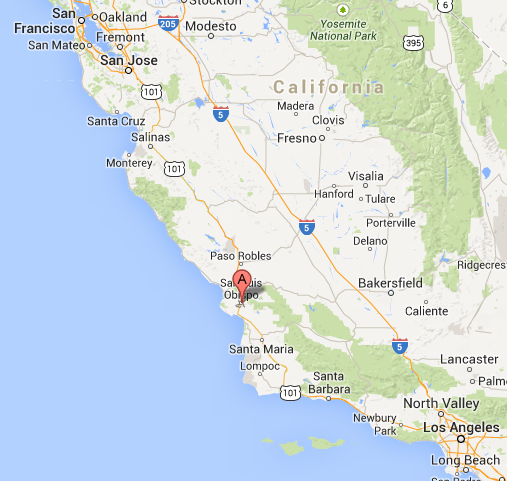 Stockton
6
San
Francisco
Oakland
205
Modesto
Yosemite
National Park
395
San Mateo
Fremont
San Jose
California
101
Madera
5
Santa Cruz
Clovis
Salinas
Fresno
Monterey
101
Visalia
Hanford
Tulare
Porterville
5
Delano
Paso Robles
Ridgecrest
A
San Luis
Obispo
Bakersfield
Caliente
Santa Maria
5
Lompoc
Lancaster
Santa
Barbara
101
Palm
North Valley
Newbury
Park
Los Angeles
Long Beach
San Pedro